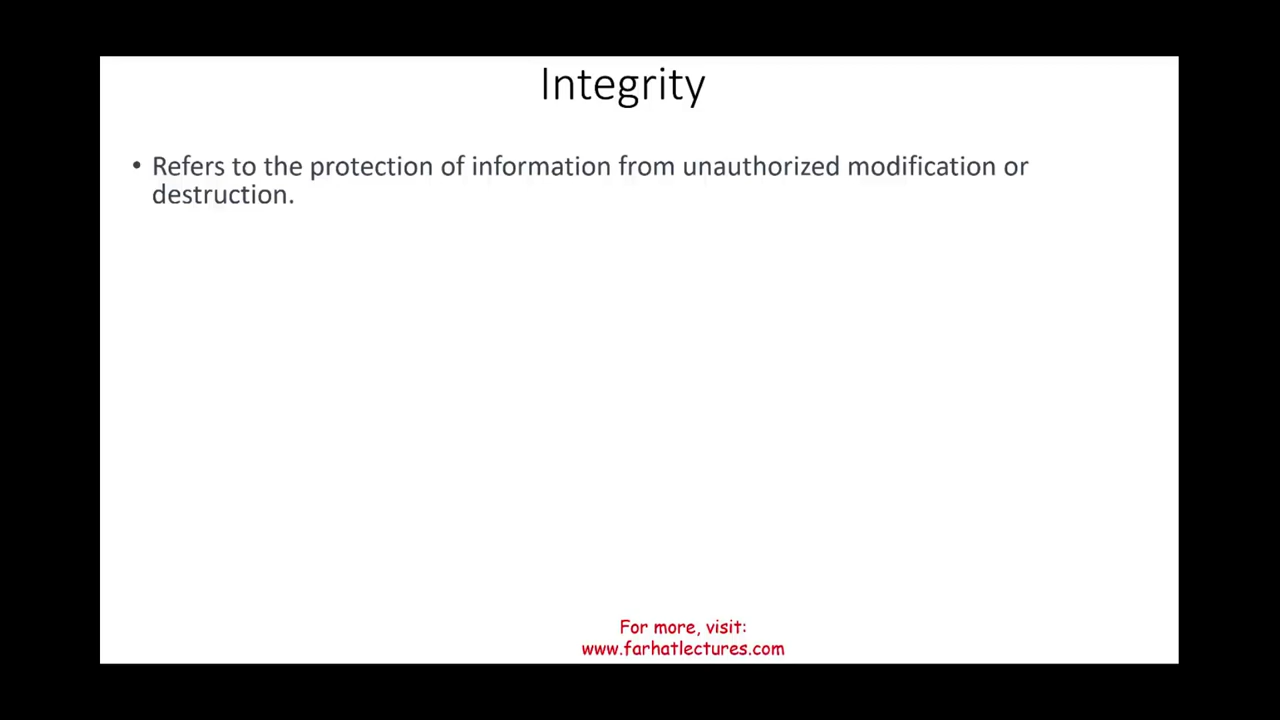 Integrity
• Refers to the protection of information from unauthorized modification or
destruction.
For more, visit:
www.farhatlectures.com